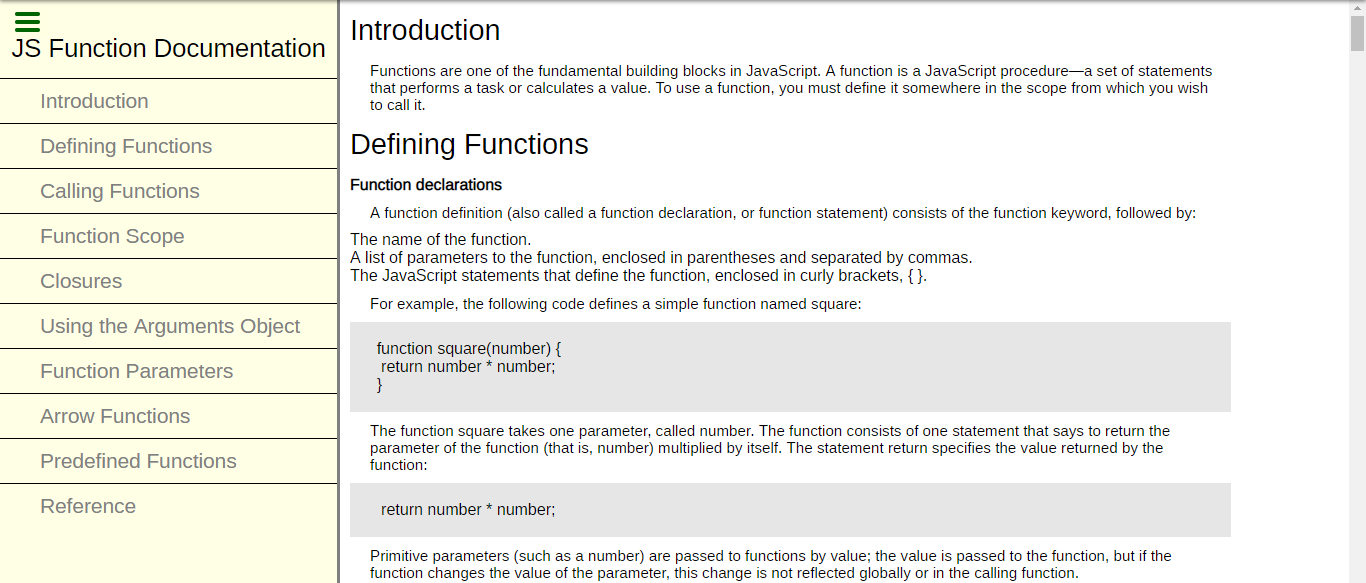 JS Function Documentation
Introduction
Defining Functions
Calling Functions
Function Scope
Closures
Using the Arguments Object
Function Parameters
Arrow Functions
Predefined Functions
Reference
Introduction
Functions are one of the fundamental building blocks in JavaScript. A function is a JavaScript procedure—a set of statements
that performs a task or calculates a value. To use a function, you must define it somewhere in the scope from which you wish
to call it.
Defining Functions
Function declarations
A function definition (also called a function declaration, or function statement) consists of the function keyword, followed by:
The name of the function.
A list of parameters to the function, enclosed in parentheses and separated by commas.
The JavaScript statements that define the function, enclosed in curly brackets, { }.
For example, the following code defines a simple function named square:
function square(number) {
return number * number;
}
The function square takes one parameter, called number. The function consists of one statement that says to return the
parameter of the function (that is, number) multiplied by itself. The statement return specifies the value returned by the
function:
return number * number;
Primitive parameters (such as a number) are passed to functions by value; the value is passed to the function, but if the
function changes the value of the parameter, this change is not reflected globally or in the calling function.